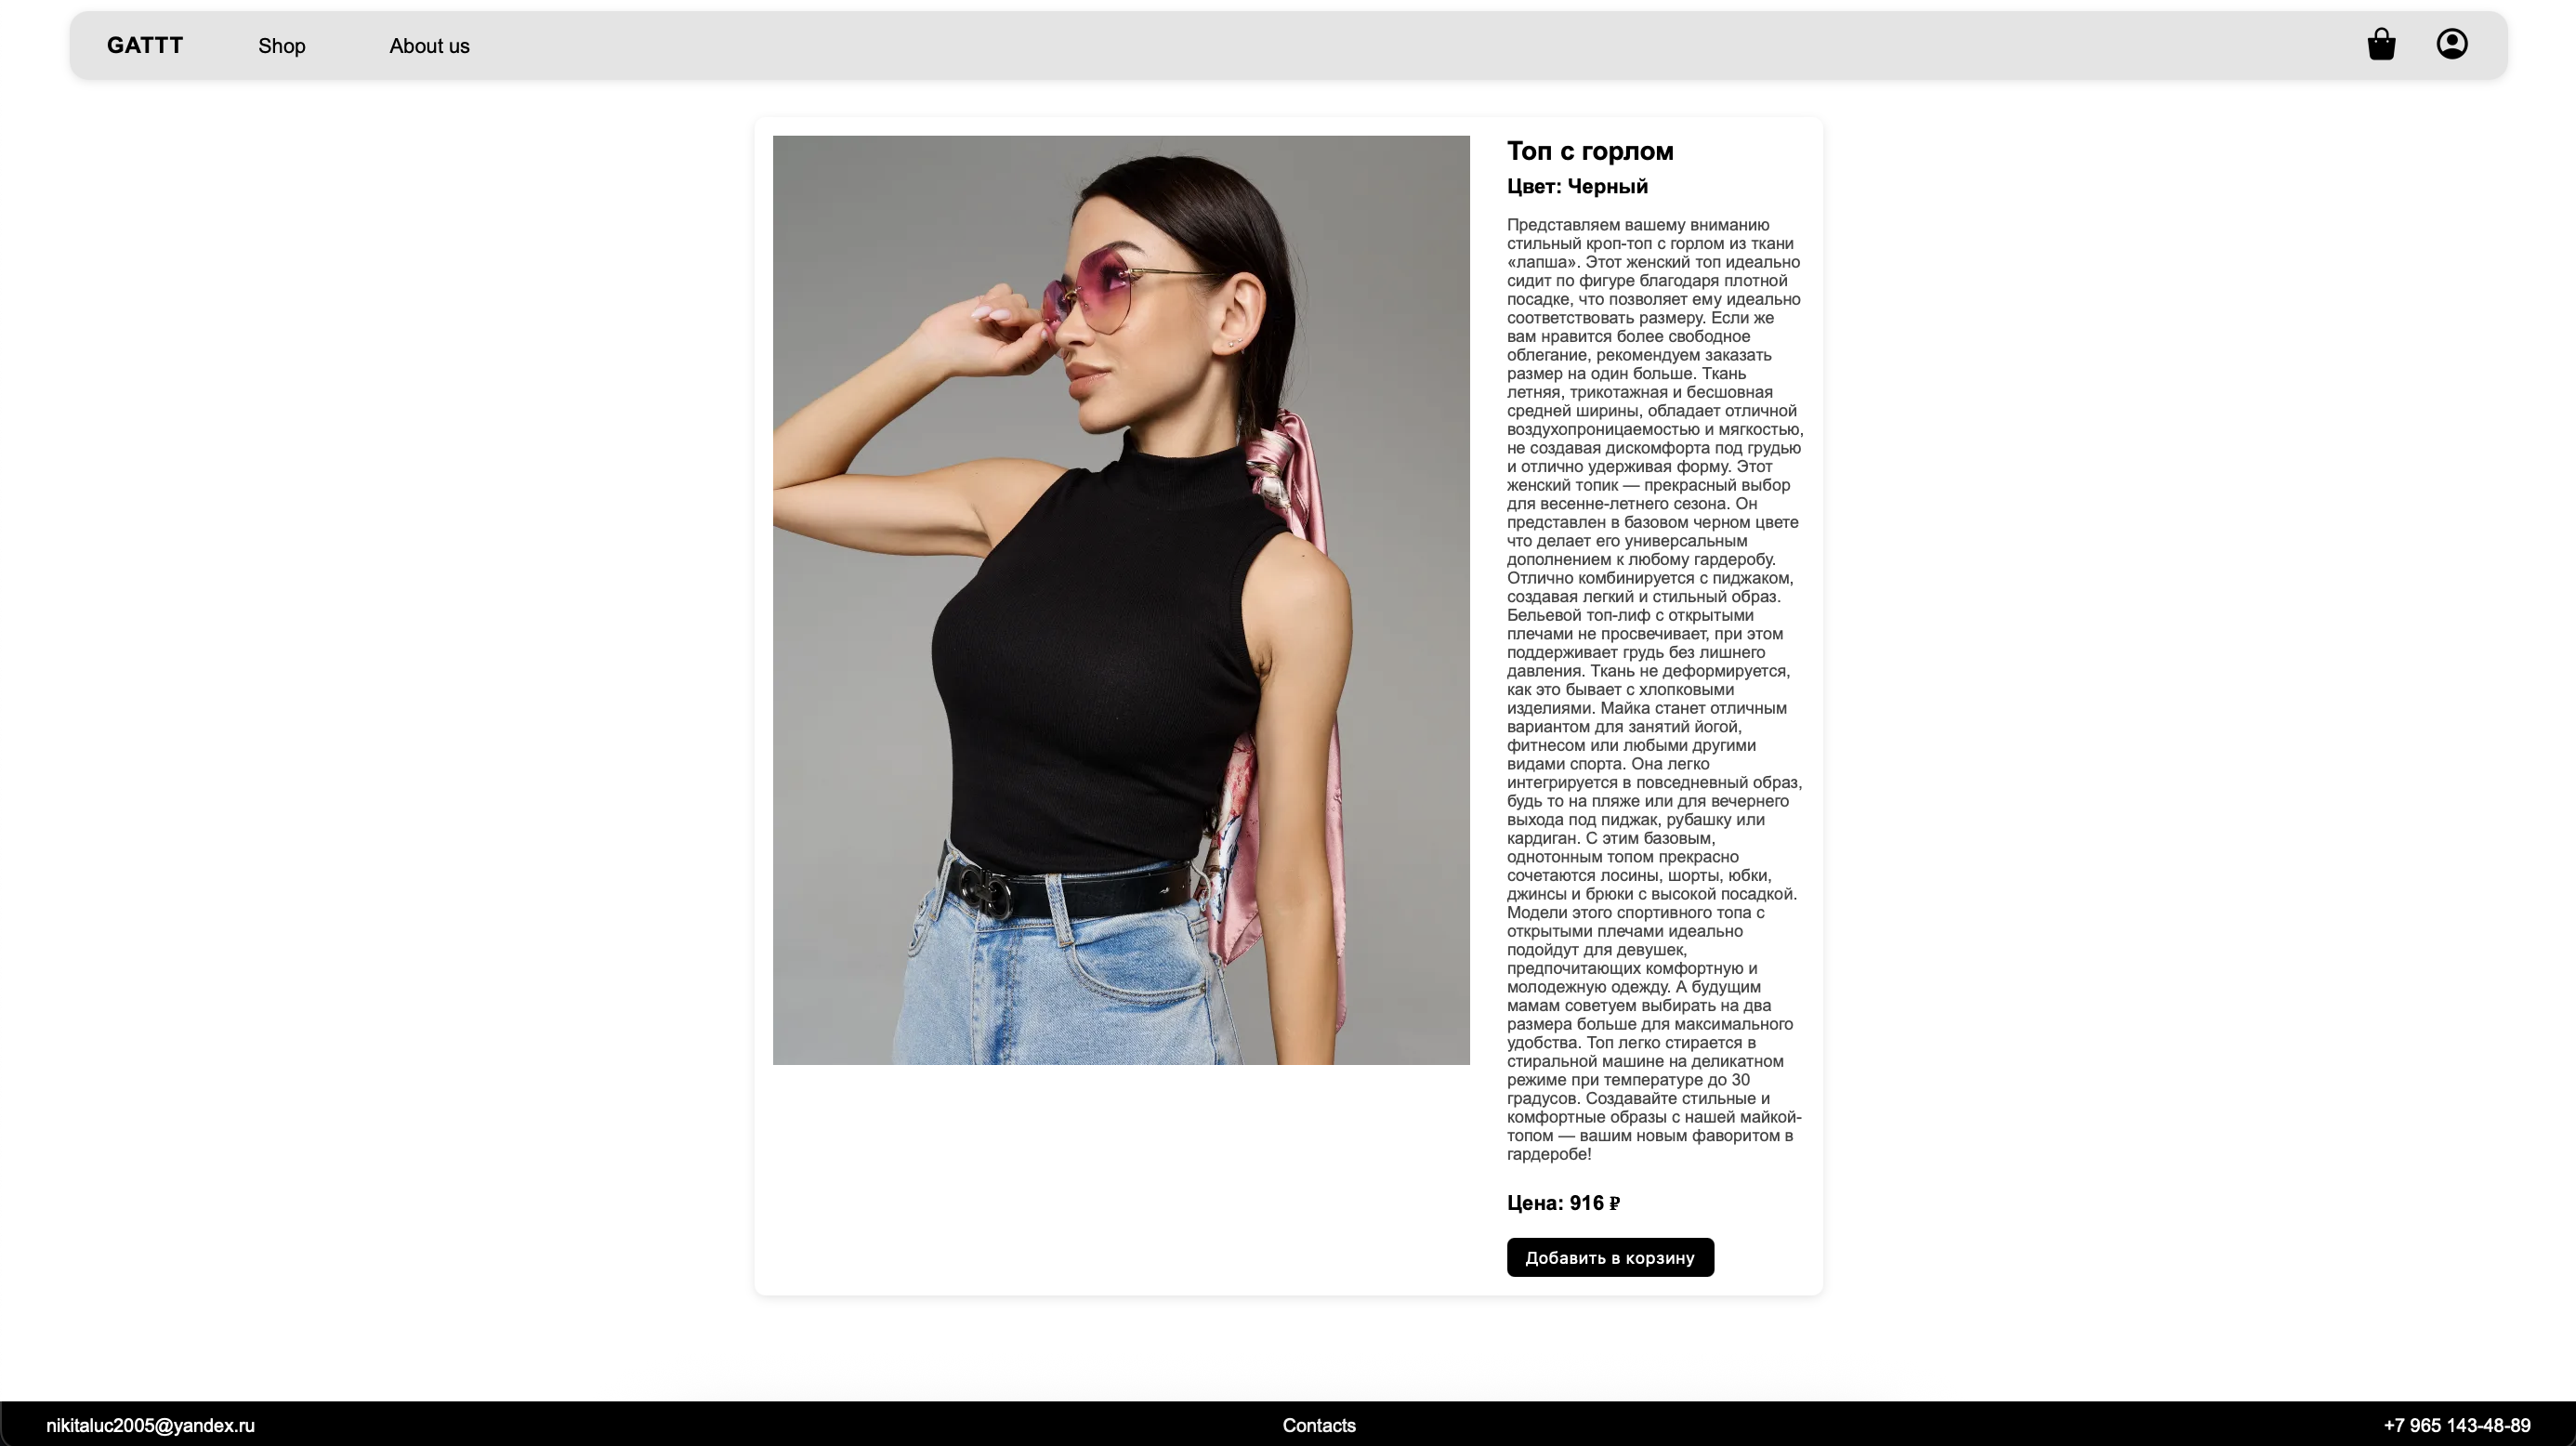 GATTT
Shop
About us
Топ с горлом
Цвет: Черный
Представляем вашему вниманию
стильный кроп-топ с горлом из ткани
«лапша». Этот женский топ идеально
сидит по фигуре благодаря плотной
посадке, что позволяет ему идеально
соответствовать размеру. Если же
вам нравится более свободное
облегание, рекомендуем заказать
размер на один больше. Ткань
летняя, трикотажная и бесшовная
средней ширины, обладает отличной
воздухопроницаемостью и мягкостью,
не создавая дискомфорта под грудью
и отлично удерживая форму. Этот
женский топик — прекрасный выбор
для весенне-летнего сезона. Он
представлен в базовом черном цвете
что делает его универсальным
дополнением к любому гардеробу.
Отлично комбинируется с пиджаком,
создавая легкий и стильный образ.
Бельевой топ-лиф с открытыми
плечами не просвечивает, при этом
поддерживает грудь без лишнего
давления. Ткань не деформируется,
как это бывает с хлопковыми
изделиями. Майка станет отличным
вариантом для занятий йогой,
фитнесом или любыми другими
видами спорта. Она легко
интегрируется в повседневный образ,
будь то на пляже или для вечернего
выхода под пиджак, рубашку или
кардиган. С этим базовым,
однотонным топом прекрасно
сочетаются лосины, шорты, юбки,
джинсы и брюки с высокой посадкой.
Модели этого спортивного топа с
открытыми плечами идеально
подойдут для девушек,
предпочитающих комфортную и
молодежную одежду. А будущим
мамам советуем выбирать на два
размера больше для максимального
удобства. Топ легко стирается в
стиральной машине на деликатном
режиме при температуре до 30
градусов. Создавайте стильные и
комфортные образы с нашей майкой-
топом — вашим новым фаворитом в
гардеробе!
Цена: 916 ₽
Добавить в корзину
nikitaluc2005@yandex.ru
Contacts
+7 965 143-48-89